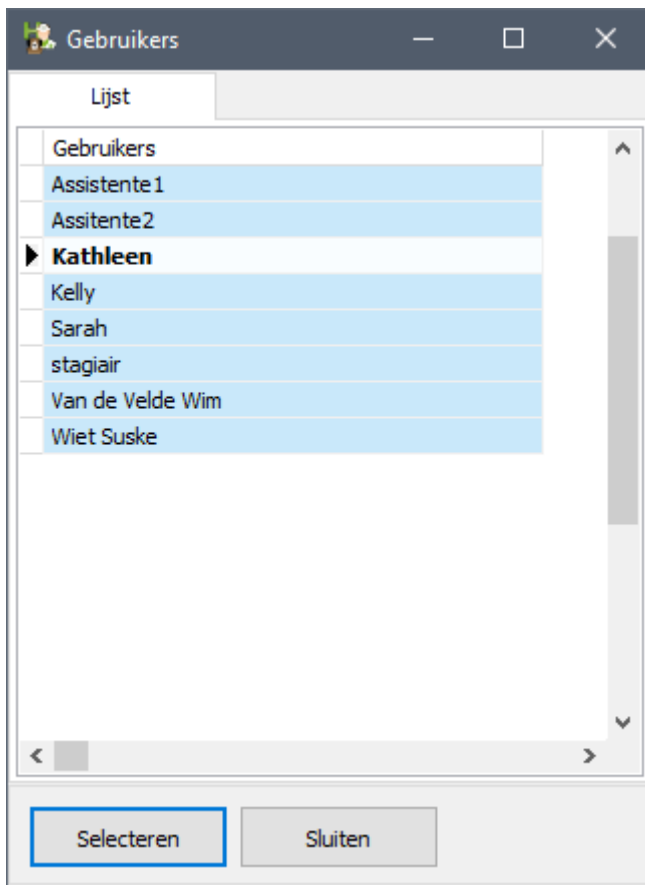 Gebruikers
Lijst
Gebruikers
Assistente1
Assitente2
Kathleen
Kelly
Sarah
stagiair
Van de Velde Wim
Wiet Suske
Selecteren
Sluiten